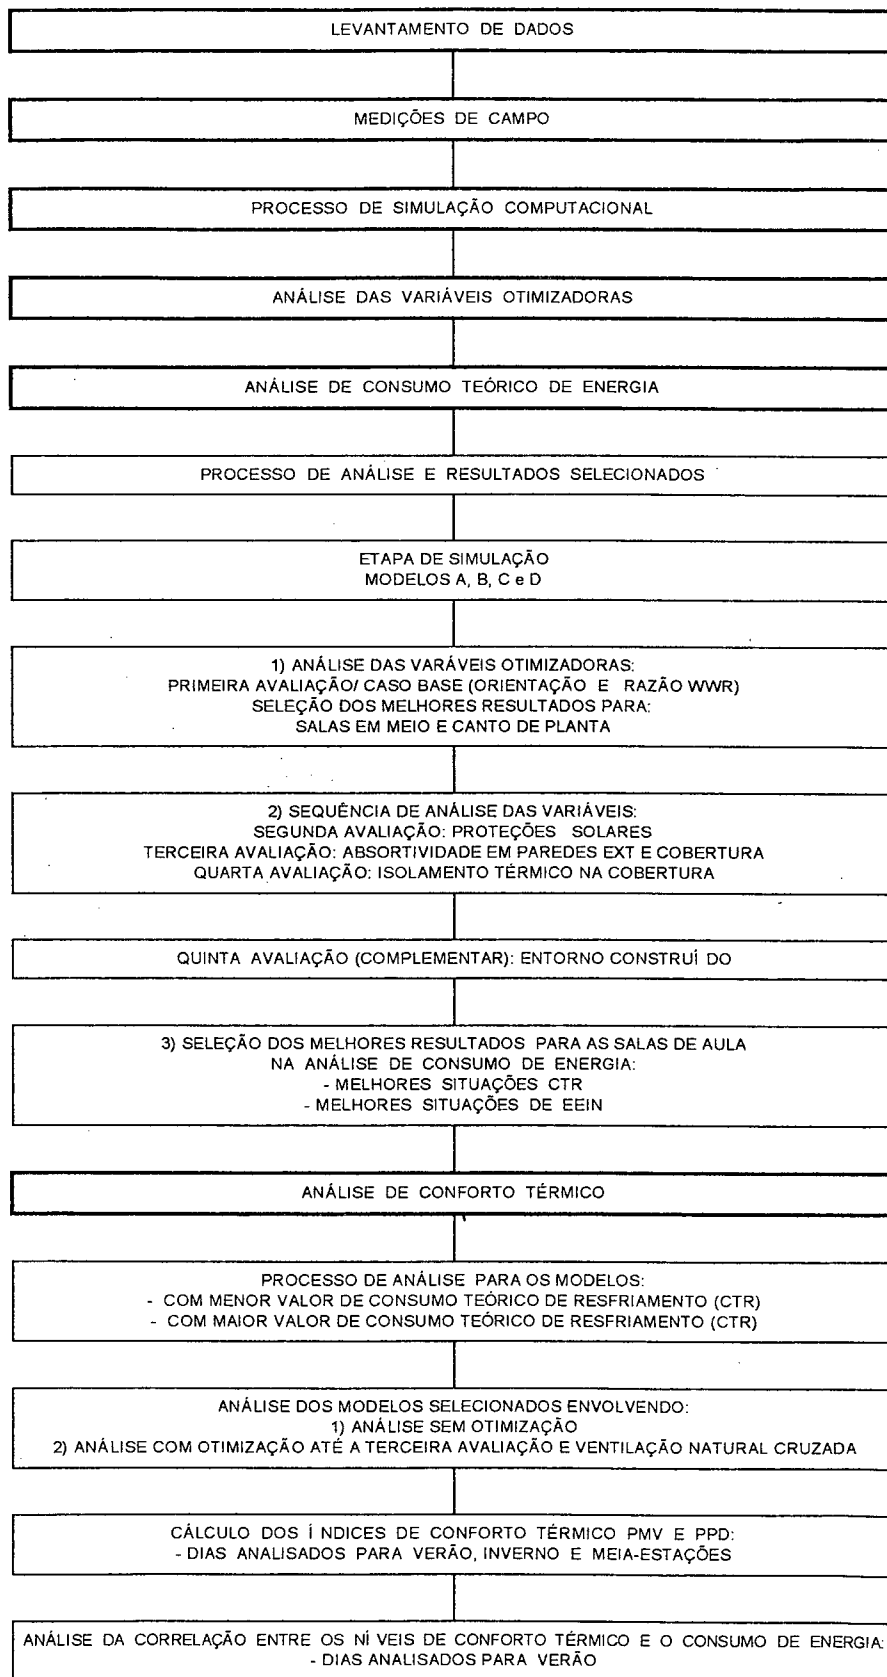 LEVANTAMENTO DE DADOS
MEDIÇÕES DE CAMPO
PROCESSO DE SIMULAÇÃO COMPUTACIONAL
ANÁLISE DAS VARIÁVEIS OTIMIZADORAS
ANÁLISE DE CONSUMO TEÓRICO DE ENERGIA
PROCESSO DE ANÁLISE E RESULTADOS SELECIONADOS
ETAPA DE SIMULAÇÃO
MODELOS A, B, C e D
1) ANÁLISE DAS VARÁVEIS OTIMIZADORAS:
PRIMEIRA AVALIAÇÃO/ CASO BASE (ORIENTAÇÃO E RAZÃO WWR)
SELEÇÃO DOS MELHORES RESULTADOS PARA:
SALAS EM MEIO E CANTO DE PLANTA
2) SEQUÊNCIA DE ANÁLISE DAS VARIÁVEIS:
SEGUNDA AVALIAÇÃO: PROTEÇÕES SOLARES
TERCEIRA AVALIAÇÃO: ABSORTIVIDADE EM PAREDES EXT E COBERTURA
QUARTA AVALIAÇÃO: ISOLAMENTO TÉRMICO NA COBERTURA
QUINTA AVALIAÇÃO (COMPLEMENTAR): ENTORNO CONSTRUÍ DO
3) SELEÇÃO DOS MELHORES RESULTADOS PARA AS SALAS DE AULA
NA ANÁLISE DE CONSUMO DE ENERGIA:
- MELHORES SITUAÇÕES CTR
- MELHORES SITUAÇÕES DE EEIN
ANÁLISE DE CONFORTO TÉRMICO
PROCESSO DE ANÁLISE PARA OS MODELOS:
- COM MENOR VALOR DE CONSUMO TEÓRICO DE RESFRIAMENTO (CTR)
- COM MAIOR VALOR DE CONSUMO TEÓRICO DE RESFRIAMENTO (CTR)
ANÁLISE DOS MODELOS SELECIONADOS ENVOLVENDO:
1) ANÁLISE SEM OTIMIZAÇÃO
2) ANÁLISE COM OTIMIZAÇÃO ATÉ A TERCEIRA AVALIAÇÃO E VENTILAÇÃO NATURAL CRUZADA
CÁLCULO DOS Í NDICES DE CONFORTO TÉRMICO PMV E PPD:
- DIAS ANALISADOS PARA VERÃO, INVERNO E MEIA-ESTAÇÕES
ANÁLISE DA CORRELAÇÃO ENTRE OS NÍ VEIS DE CONFORTO TÉRMICO E O CONSUMO DE ENERGIA:
- DIAS ANALISADOS PARA VERÃO